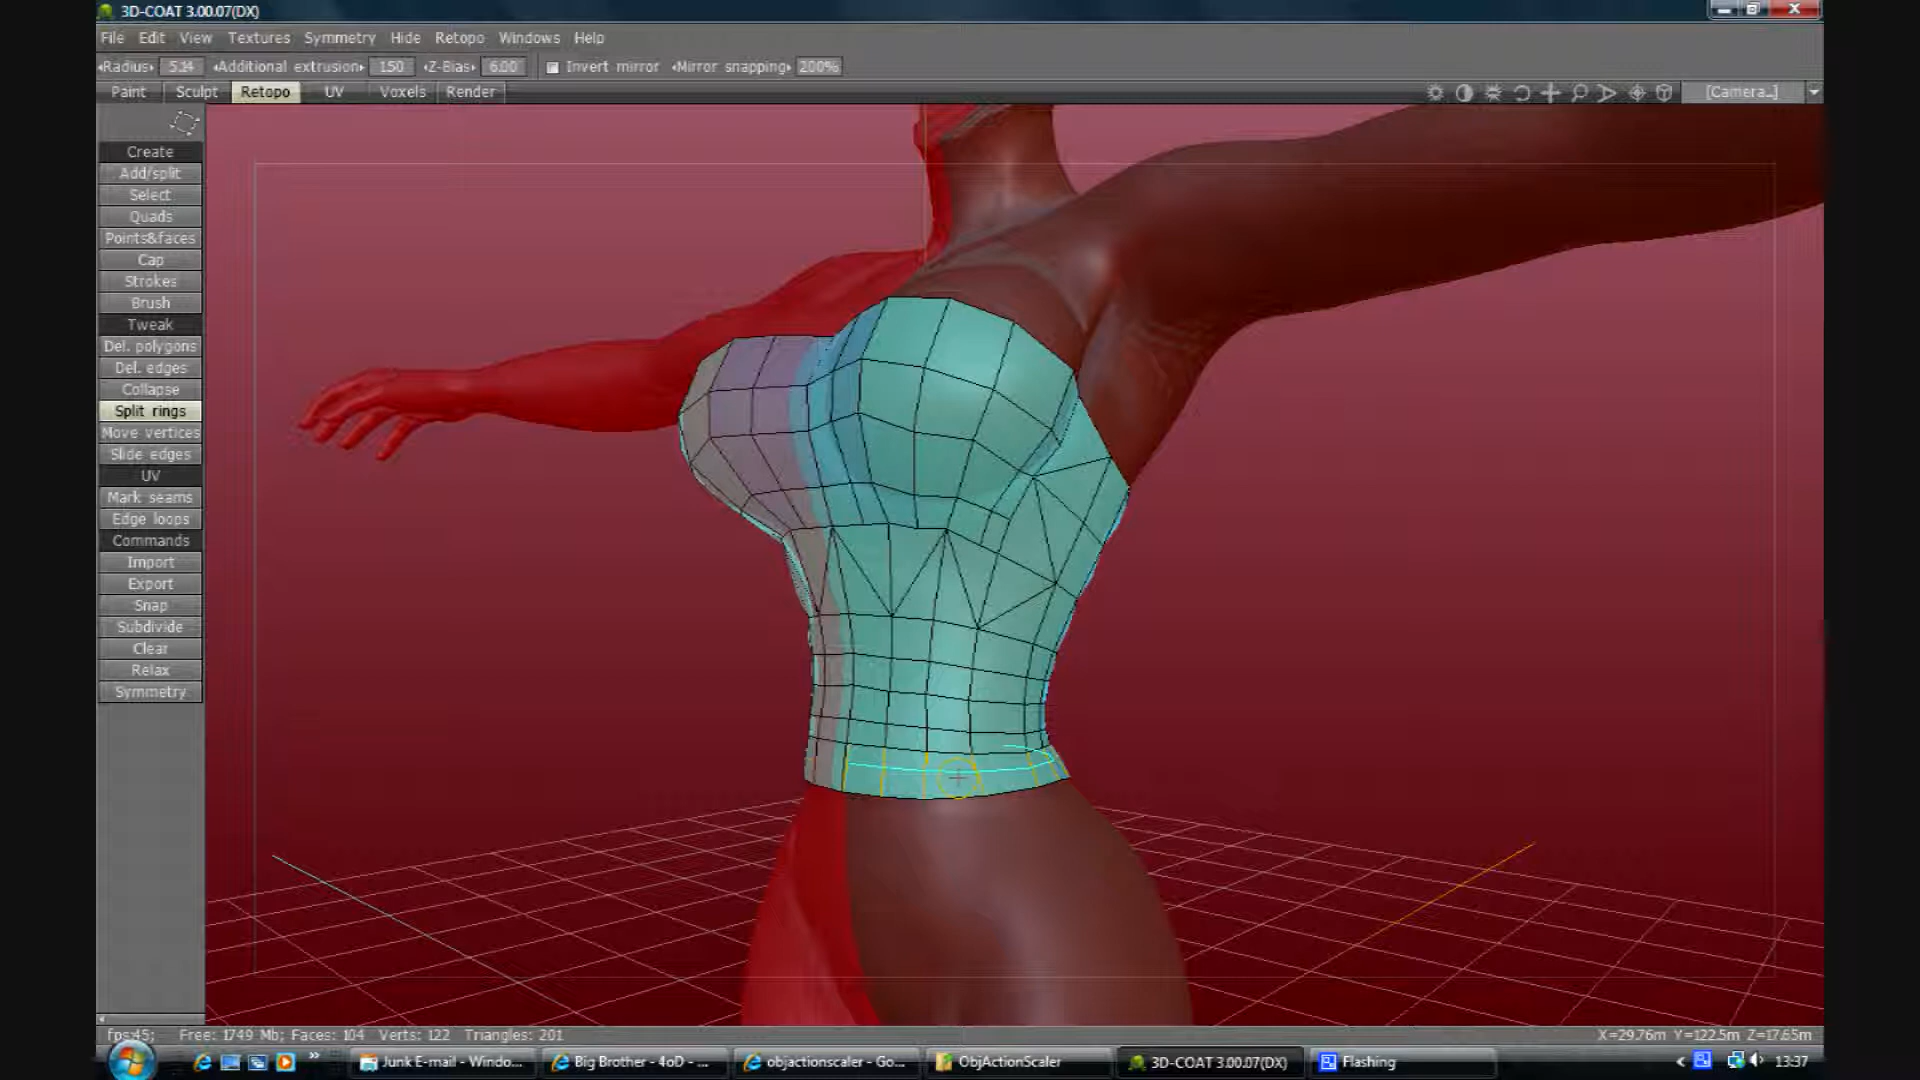 3D-COAT 3.00.07(DX)
File Edit View Textures Symmetry Hide Retopo Windows Help
Radius 5.14 Additional extrusion 150 Z-Bias 6.00 Invert mirror Mirror snapping 200%
Paint Sculpt Retopo UV Voxels Render [Camera..]
Create
Add/split
Select
Quads
Points&faces
Cap
Strokes
Brush
Tweak
Del. polygons
Del. edges
Collapse
Split rings
Move vertices
Slide edges
UV
Mark seams
Edge loops
Commands
Import
Export
Snap
Subdivide
Clear
Relax
Symmetry
fps:45; Free: 1749 Mb; Faces: 104 Verts: 122 Triangles: 201 X=29.76m Y=122.5m Z=17.65m
Junk E-mail - Windo... Big Brother - 4oD - ... objactionscaler - Go... ObjActionScaler 3D-COAT 3.00.07(DX) Flashing 13:37